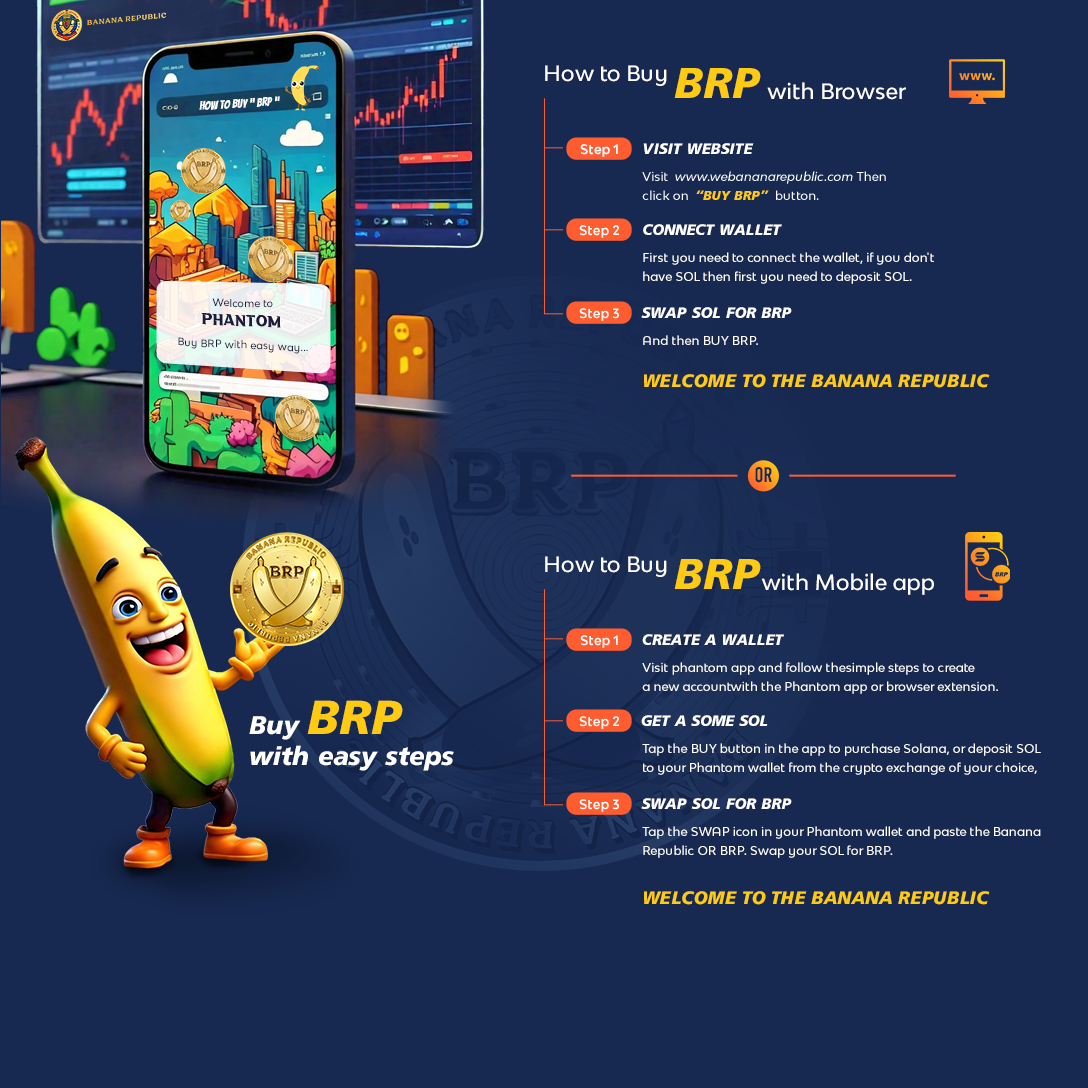 BANANA REPUBLIC
HOW TO BUY " BRP "
BRP
BRP
Welcome to
PHANTOM
Buy BRP with easy way...
BRP
How to Buy BRP with Browser
www.
Step 1 VISIT WEBSITE
Visit www.webananarepublic.com Then
click on “BUY BRP” button.
Step 2 CONNECT WALLET
First you need to connect the wallet, if you don't
have SOL then first you need to deposit SOL.
Step 3 SWAP SOL FOR BRP
And then BUY BRP.
WELCOME TO THE BANANA REPUBLIC
OR
BRP
BANANA REPUBLIC
BRP
BANANA REPUBLIC
Buy BRP
with easy steps
How to Buy BRP with Mobile app
BRP
Step 1 CREATE A WALLET
Visit phantom app and follow thesimple steps to create
a new accountwith the Phantom app or browser extension.
Step 2 GET A SOME SOL
Tap the BUY button in the app to purchase Solana, or deposit SOL
to your Phantom wallet from the crypto exchange of your choice,
Step 3 SWAP SOL FOR BRP
Tap the SWAP icon in your Phantom wallet and paste the Banana
Republic OR BRP. Swap your SOL for BRP.
WELCOME TO THE BANANA REPUBLIC